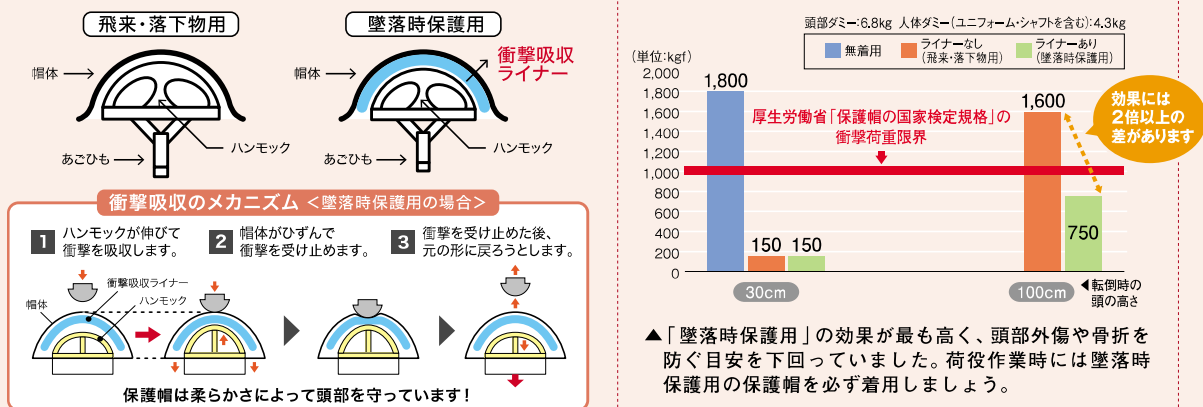 飛来・落下物用
帽体
ハンモック
あごひも
墜落時保護用
衝撃吸収
ライナー
帽体
ハンモック
あごひも
衝撃吸収のメカニズム <墜落時保護用の場合>
1 ハンモックが伸びて
衝撃を吸収します。
2 帽体がひずんで
衝撃を受け止めます。
3 衝撃を受け止めた後、
元の形に戻ろうとします。
衝撃吸収ライナー
帽体
ハンモック
保護帽は柔らかさによって頭部を守っています!
頭部ダミー:6.8kg 人体ダミー(ユニフォーム・シャフトを含む):4.3kg
無着用
ライナーなし
(飛来・落下物用)
ライナーあり
(墜落時保護用)
(単位:kgf)
2,000
1,800
1,600
1,400
1,200
1,000
800
600
400
200
0
1,800
150
150
1,600
750
厚生労働省「保護帽の国家検定規格」の
衝撃荷重限界
効果には
2倍以上の
差があります
30cm
100cm
◀転倒時の
頭の高さ
▲「墜落時保護用」の効果が最も高く、頭部外傷や骨折を
防ぐ目安を下回っていました。荷役作業時には墜落時
保護用の保護帽を必ず着用しましょう。